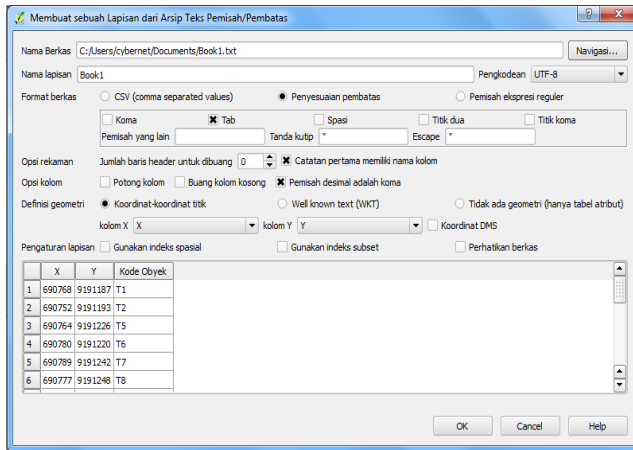 Membuat sebuah Lapisan dari Arsip Teks Pemisah/Pembatas
Nama Berkas C:/Users/cybernet/Documents/Book1.txt Navigasi...
Nama lapisan Book1 Pengkodean UTF-8
Format berkas CSV (comma separated values) Penyesuaian pembatas Pemisah ekspresi reguler
Koma Tab Spasi Titik dua Titik koma
Pemisah yang lain Tanda kutip " Escape "
Opsi rekaman Jumlah baris header untuk dibuang 0 Catatan pertama memiliki nama kolom
Opsi kolom Potong kolom Buang kolom kosong Pemisah desimal adalah koma
Definisi geometri Koordinat-koordinat titik Well known text (WKT) Tidak ada geometri (hanya tabel atribut)
kolom X X kolom Y Y Koordinat DMS
Pengaturan lapisan Gunakan indeks spasial Gunakan indeks subset Perhatikan berkas
X Y Kode Obyek
1 690768 9191187 T1
2 690752 9191193 T2
3 690764 9191226 T5
4 690780 9191220 T6
5 690789 9191242 T7
6 690777 9191248 T8
OK Cancel Help